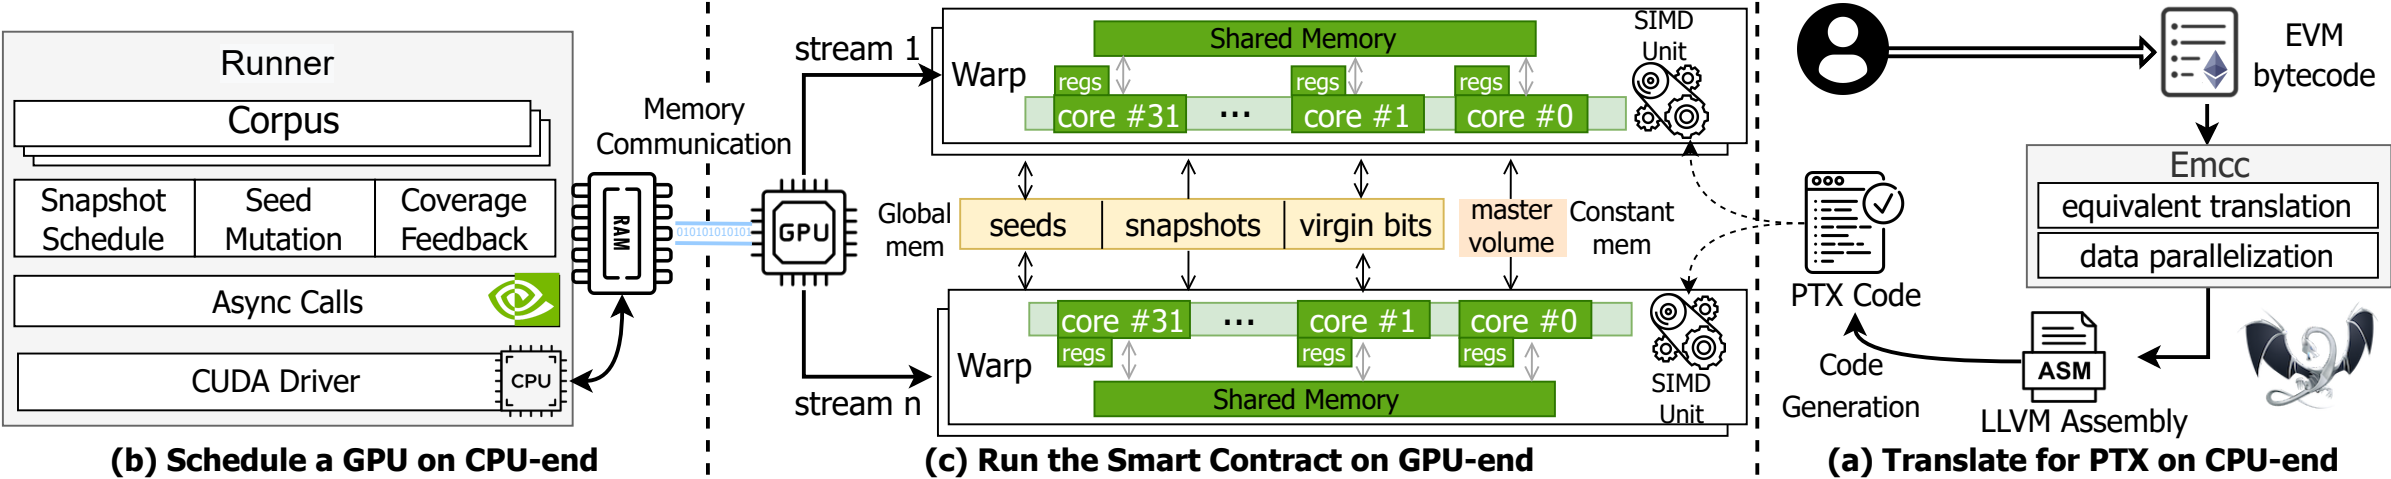 Runner
Corpus
Snapshot
Schedule
Seed
Mutation
Coverage
Feedback
Async Calls
CUDA Driver
CPU
RAM
(b) Schedule a GPU on CPU-end
Memory
Communication
010101010101
GPU
stream 1
stream n
Warp
Shared Memory
regs
regs
regs
core #31
...
core #1
core #0
SIMD
Unit
Global
mem
seeds
snapshots
virgin bits
master
volume
Constant
mem
Warp
core #31
...
core #1
core #0
regs
regs
regs
Shared Memory
SIMD
Unit
(c) Run the Smart Contract on GPU-end
EVM
bytecode
Emcc
equivalent translation
data parallelization
PTX Code
Code
Generation
ASM
LLVM Assembly
(a) Translate for PTX on CPU-end